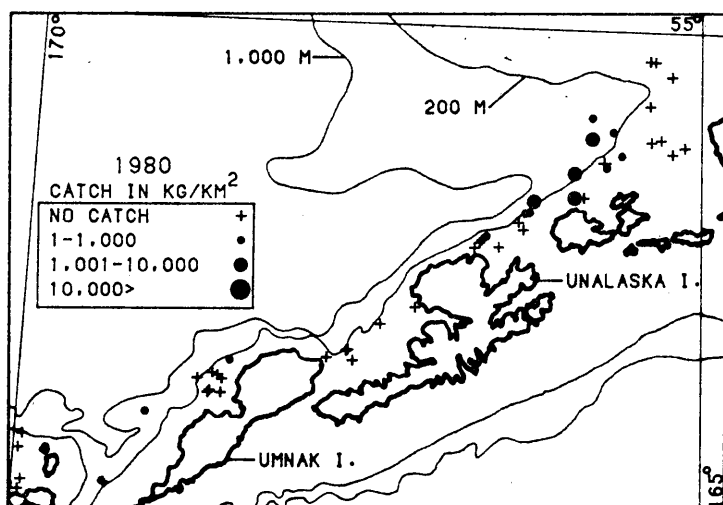 170°
55°
1,000 M
200 M
1980
CATCH IN KG/KM²
NO CATCH
1-1.000
1.001-10.000
10.000>
UNALASKA I.
UMNAK I.
165°